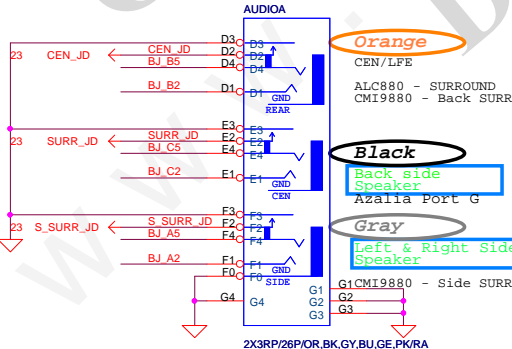 AUDIOA
D3 D3
23 CEN_JD CEN_JD D2 D2
BJ_B5 D4 D4
BJ_B2 D1 D1
GND
REAR
Orange
CEN/LFE
ALC880 - SURROUND
CMI9880 - Back SURR
E3 E3
23 SURR_JD SURR_JD E2 E2
BJ_C5 E4 E4
BJ_C2 E1 E1
GND
CEN
Black
Back side
Speaker
Azalia Port G
F3 F3
23 S_SURR_JD S_SURR_JD F2 F2
BJ_A5 F4 F4
BJ_A2 F1 F1
F0 F0
GND
SIDE
Gray
Left & Right Side
Speaker
G4 G4
G1 G1 CMI9880 - Side SURR
G2 G2
G3 G3
2X3RP/26P/OR,BK,GY,BU,GE,PK/RA